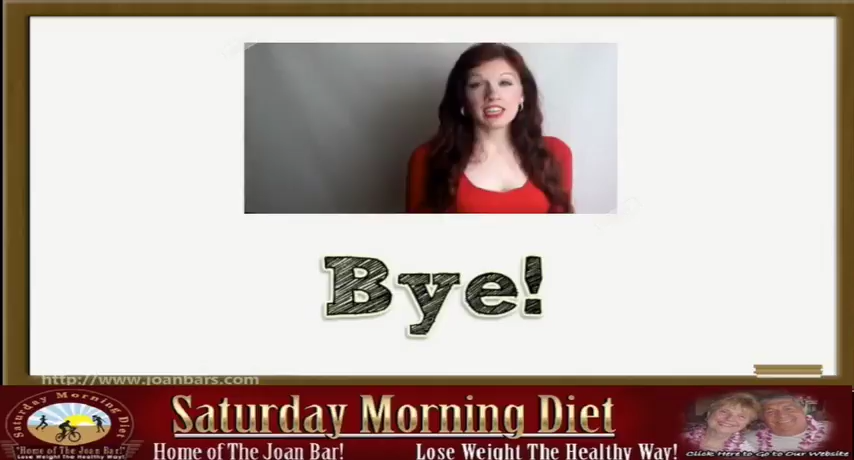 Bye!
http://www.joanbars.com
Saturday Morning Diet
Saturday Morning Diet
"Home of The Joan Bar!"
Lose Weight The Healthy Way!
Home of The Joan Bar!
Lose Weight The Healthy Way!
Click Here to Go to Our Website